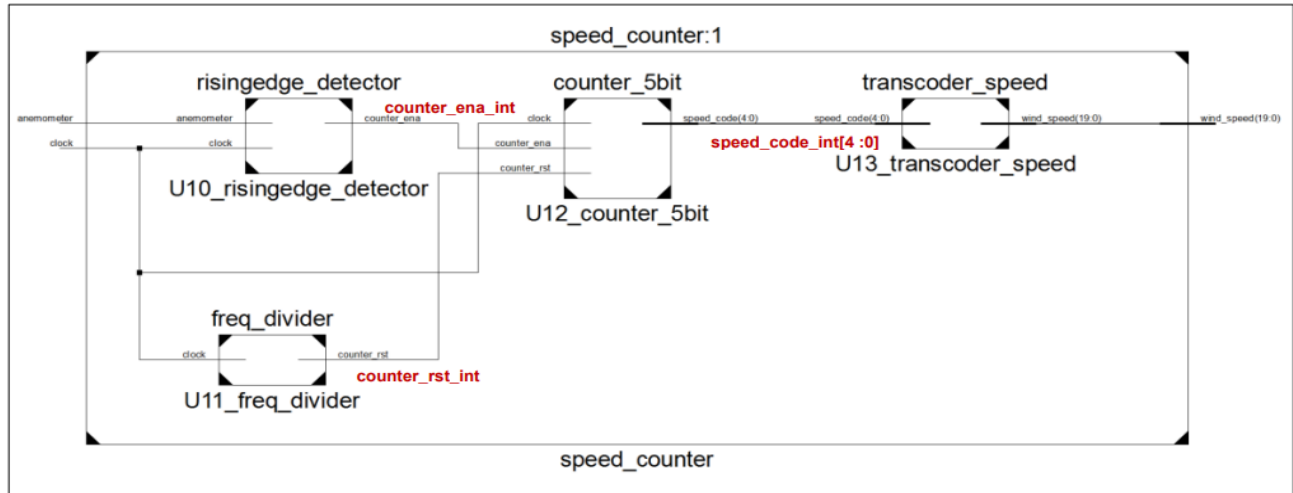 speed_counter:1
risingedge_detector
counter_5bit
transcoder_speed
counter_ena_int
anemometer
anemometer
counter_ena
clock
speed_code(4:0)
speed_code(4:0)
wind_speed(19:0)
wind_speed(19:0)
clock
clock
counter_ena
speed_code_int[4 :0]
counter_rst
U10_risingedge_detector
U13_transcoder_speed
U12_counter_5bit
freq_divider
clock
counter_rst
counter_rst_int
U11_freq_divider
speed_counter